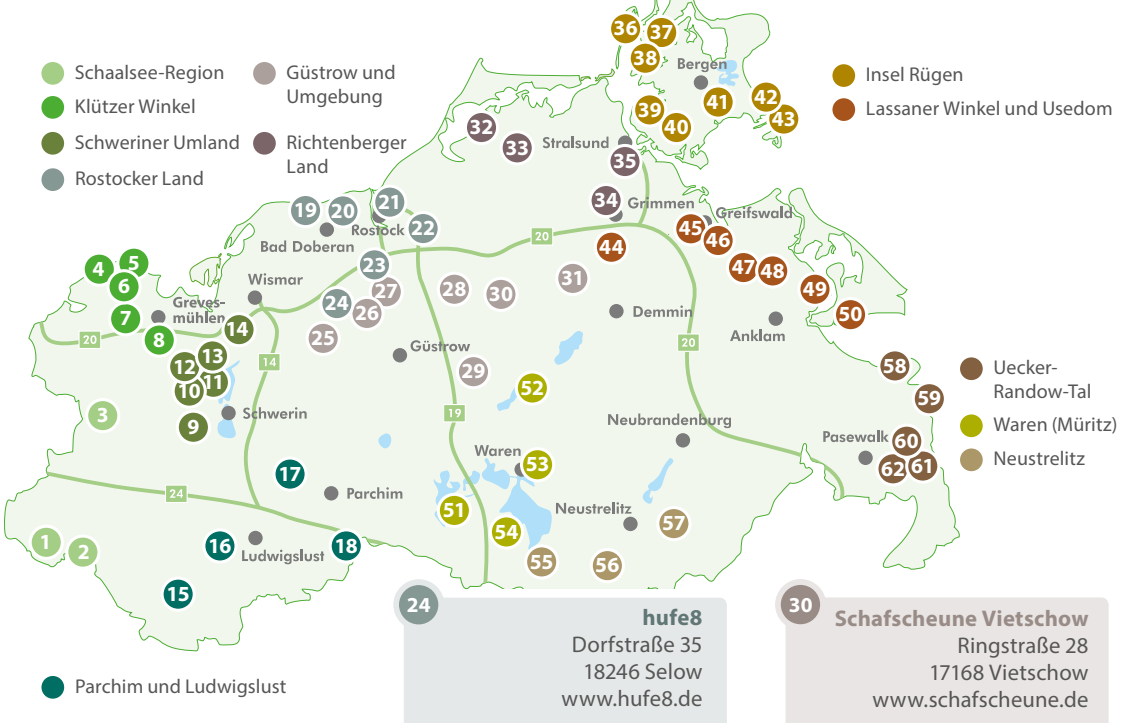 Schaalsee-Region
Klützer Winkel
Schweriner Umland
Rostocker Land
Güstrow und
Umgebung
Richtenberger
Land
Insel Rügen
Lassaner Winkel und Usedom
36
37
38
Bergen
39
40
41
42
43
32
33
Stralsund
35
34
Grimmen
19
20
21
Rostock
22
Bad Doberan
20
44
45
Greifswald
46
47
48
49
50
4
5
6
Wismar
23
24
27
26
25
28
30
31
Demmin
Anklam
Greves-
mühlen
7
8
20
14
13
12
11
10
9
14
Güstrow
29
52
20
58
59
3
Schwerin
19
Neubrandenburg
Pasewalk
60
61
62
Uecker-
Randow-Tal
Waren (Müritz)
Neustrelitz
17
Parchim
24
Waren
53
51
54
Neustrelitz
57
1
2
16
Ludwigslust
18
15
55
56
Parchim und Ludwigslust
24
hufe8
Dorfstraße 35
18246 Selow
www.hufe8.de
30
Schafscheune Vietschow
Ringstraße 28
17168 Vietschow
www.schafscheune.de